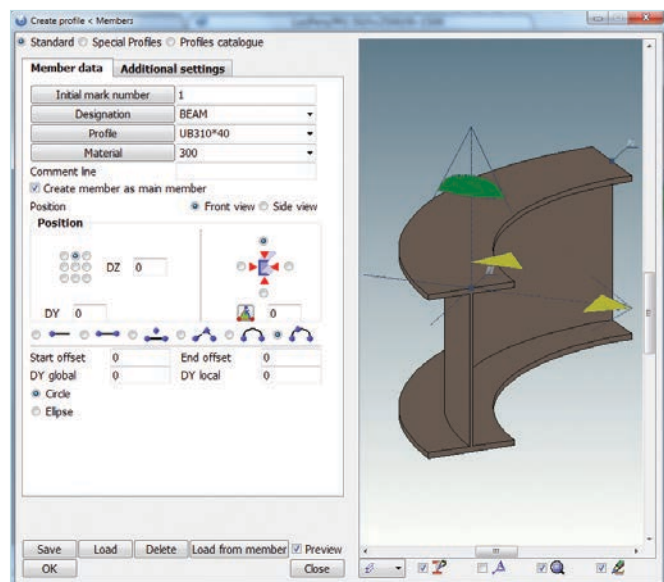 Create profile < Members
Standard Special Profiles Profiles catalogue
Member data Additional settings
Initial mark number 1
Designation BEAM
Profile UB310*40
Material 300
Comment line
Create member as main member
Position Front view Side view
Position
DZ 0
DY 0 0
Start offset 0 End offset 0
DY global 0 DY local 0
Circle
Elipse
Save Load Delete Load from member Preview
OK Close